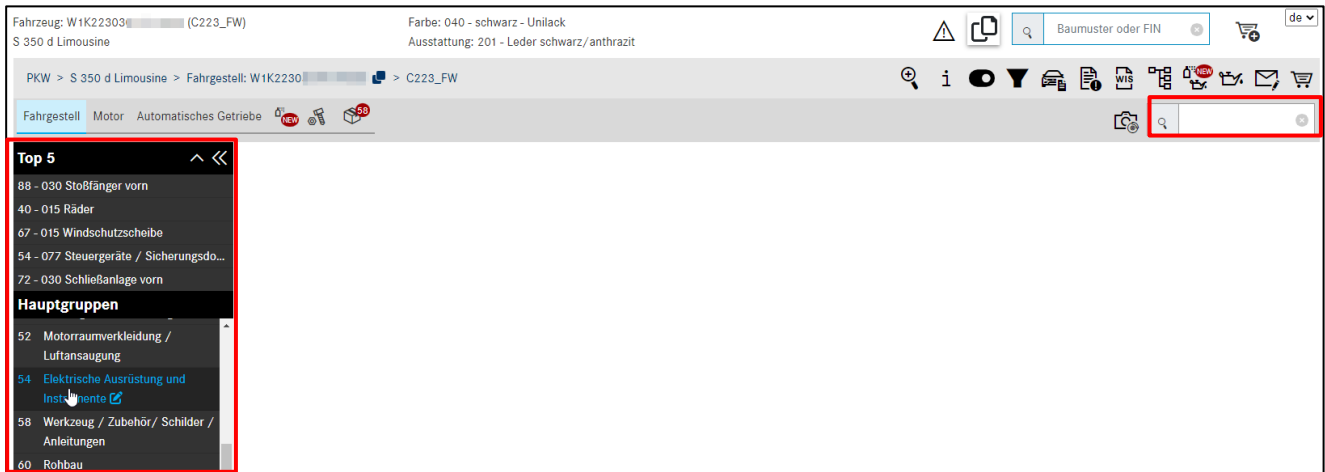 Fahrzeug: W1K22303 (C223_FW)
Farbe: 040 - schwarz - Unilack
S 350 d Limousine
Ausstattung: 201 - Leder schwarz/anthrazit
Baumuster oder FIN
de
PKW > S 350 d Limousine > Fahrgestell: W1K2230 > C223_FW
i
WIS
NEW
Fahrgestell Motor Automatisches Getriebe NEW 58
Top 5
88 - 030 Stoßfänger vorn
40 - 015 Räder
67 - 015 Windschutzscheibe
54 - 077 Steuergeräte / Sicherungsdo...
72 - 030 Schließanlage vorn
Hauptgruppen
52 Motorraumverkleidung /
Luftansaugung
54 Elektrische Ausrüstung und
Instrumente
58 Werkzeug / Zubehör/ Schilder /
Anleitungen
60 Rohbau